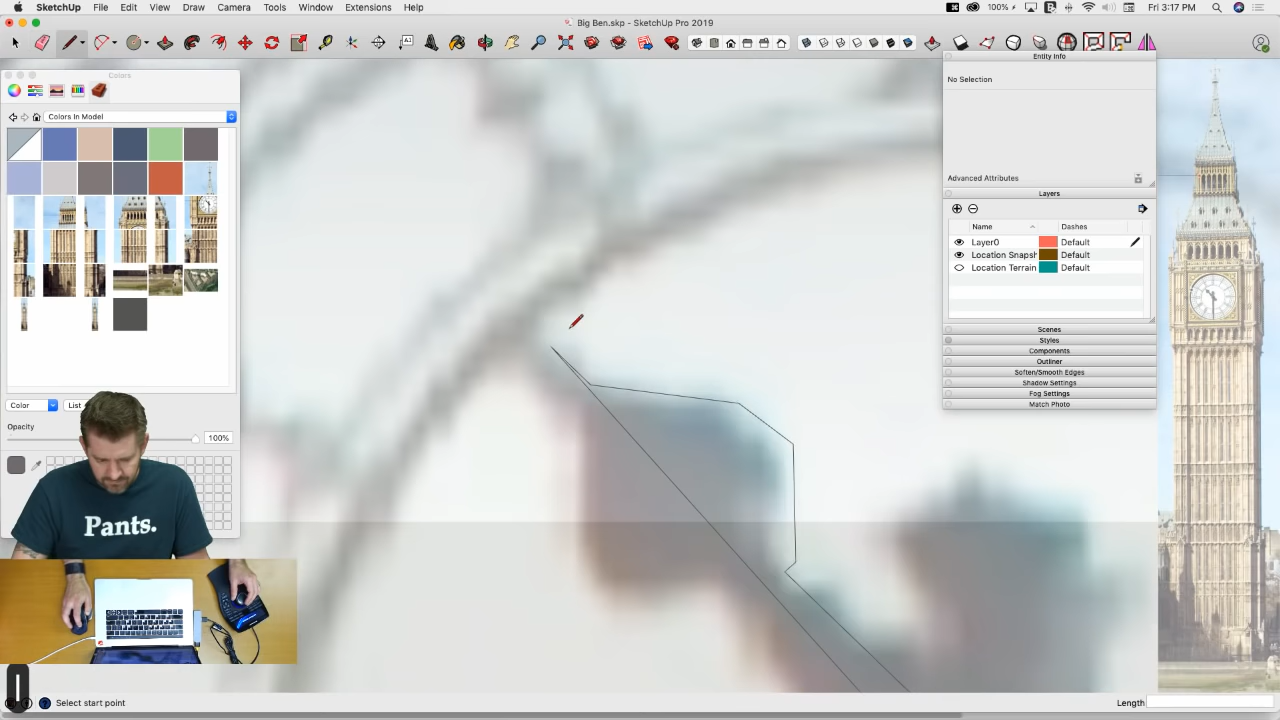 SketchUp File Edit View Draw Camera Tools Window Extensions Help 100% Fri 3:17 PM
Big Ben.skp - SketchUp Pro 2019
Colors
Colors In Model
Color
List
Opacity
100%
Entity Info
No Selection
Advanced Attributes
Layers
Name Dashes
Layer0 Default
Location Snapsh Default
Location Terrain Default
Scenes
Styles
Components
Outliner
Soften/Smooth Edges
Shadow Settings
Fog Settings
Match Photo
Pants.
Select start point
Length